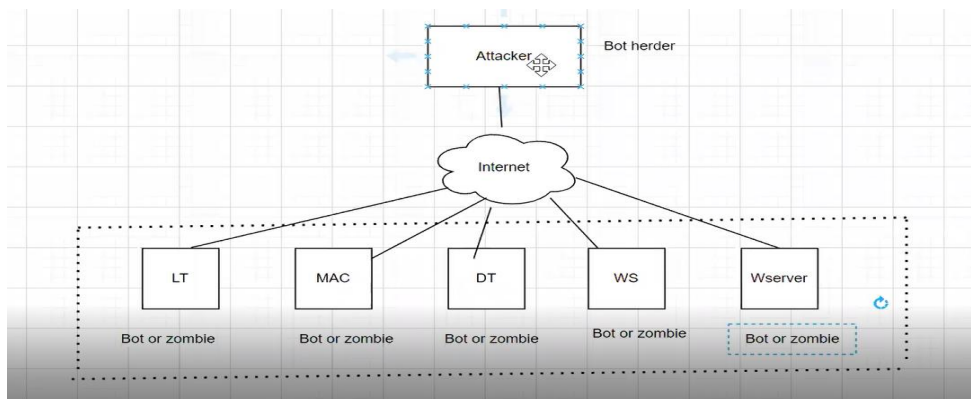 Attacker
Bot herder
Internet
LT
MAC
DT
WS
Wserver
Bot or zombie
Bot or zombie
Bot or zombie
Bot or zombie
Bot or zombie